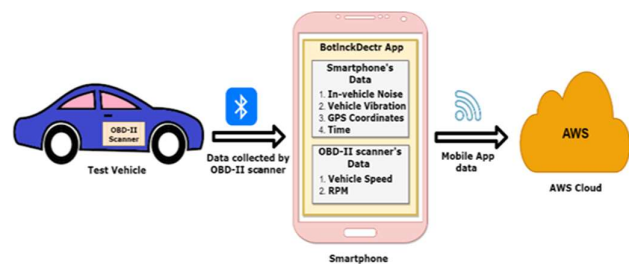 OBD-II
Scanner
Test Vehicle
Data collected by
OBD-II scanner
BotlnckDectr App
Smartphone's
Data
1. In-vehicle Noise
2. Vehicle Vibration
3. GPS Coordinates
4. Time
OBD-II scanner's
Data
1. Vehicle Speed
2. RPM
Smartphone
Mobile App
data
AWS
AWS Cloud